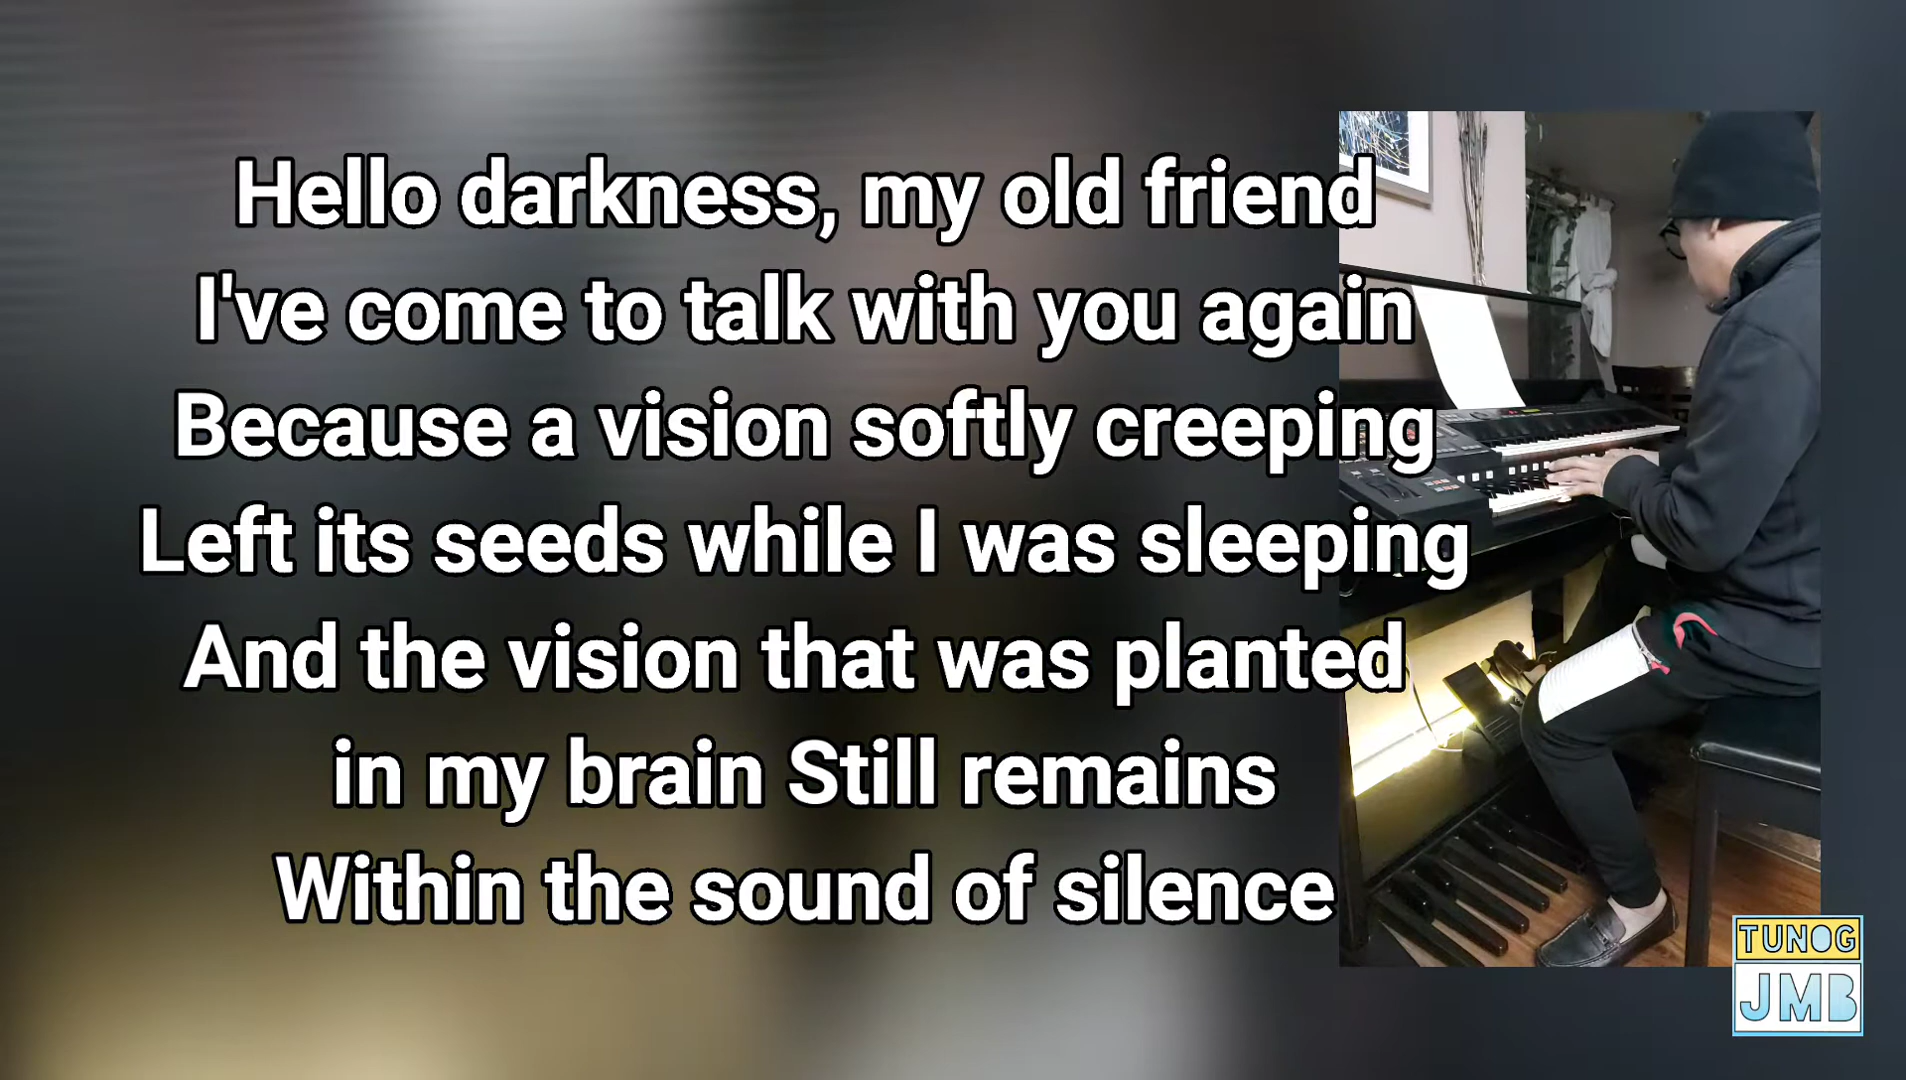 Hello darkness, my old friend
I've come to talk with you again
Because a vision softly creeping
Left its seeds while I was sleeping
And the vision that was planted
in my brain Still remains
Within the sound of silence
TUNOG
JMB